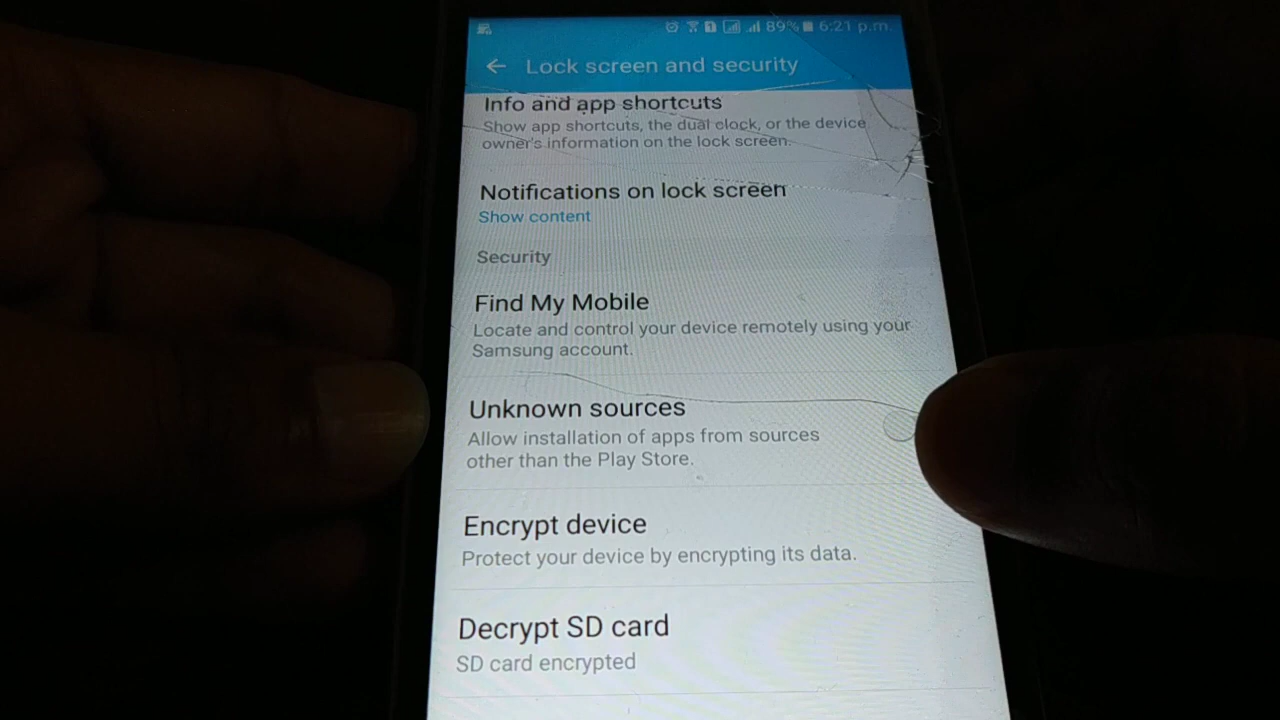 1 89% 6:21 p.m.
Lock screen and security
Info and app shortcuts
Show app shortcuts, the dual clock, or the device
owner's information on the lock screen.
Notifications on lock screen
Show content
Security
Find My Mobile
Locate and control your device remotely using your
Samsung account.
Unknown sources
Allow installation of apps from sources
other than the Play Store.
Encrypt device
Protect your device by encrypting its data.
Decrypt SD card
SD card encrypted